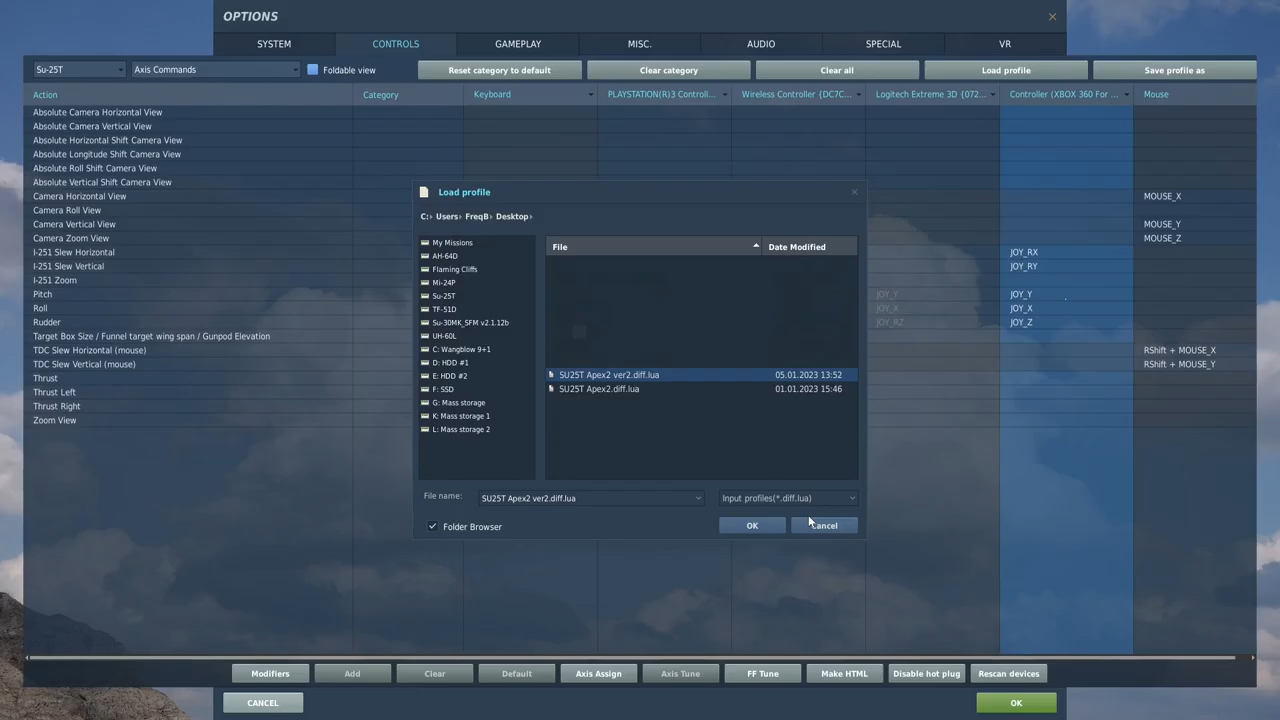 OPTIONS
SYSTEM CONTROLS GAMEPLAY MISC. AUDIO SPECIAL VR
Su-25T Axis Commands Foldable view Reset category to default Clear category Clear all Load profile Save profile as
Action Category Keyboard PLAYSTATION(R)3 Controll... Wireless Controller {DC7C... Logitech Extreme 3D {072... Controller (XBOX 360 For ... Mouse
Absolute Camera Horizontal View
Absolute Camera Vertical View
Absolute Horizontal Shift Camera View
Absolute Longitude Shift Camera View
Absolute Roll Shift Camera View
Absolute Vertical Shift Camera View
Camera Horizontal View MOUSE_X
Camera Roll View
Camera Vertical View MOUSE_Y
Camera Zoom View MOUSE_Z
I-251 Slew Horizontal JOY_RX
I-251 Slew Vertical JOY_RY
I-251 Zoom
Pitch JOY_Y JOY_Y
Roll JOY_X JOY_X
Rudder JOY_RZ JOY_Z
Target Box Size / Funnel target wing span / Gunpod Elevation
TDC Slew Horizontal (mouse) RShift + MOUSE_X
TDC Slew Vertical (mouse) RShift + MOUSE_Y
Thrust
Thrust Left
Thrust Right
Zoom View
Load profile
C: Users FreqB Desktop
My Missions
AH-64D
Flaming Cliffs
Mi-24P
Su-25T
TF-51D
Su-30MK_SFM v2.1.12b
UH-60L
C: Wangblow 9+1
D: HDD #1
E: HDD #2
F: SSD
G: Mass storage
K: Mass storage 1
L: Mass storage 2
File Date Modified
SU25T Apex2 ver2.diff.lua 05.01.2023 13:52
SU25T Apex2.diff.lua 01.01.2023 15:46
File name: SU25T Apex2 ver2.diff.lua Input profiles(*.diff.lua)
Folder Browser OK Cancel
Modifiers Add Clear Default Axis Assign Axis Tune FF Tune Make HTML Disable hot plug Rescan devices
CANCEL OK